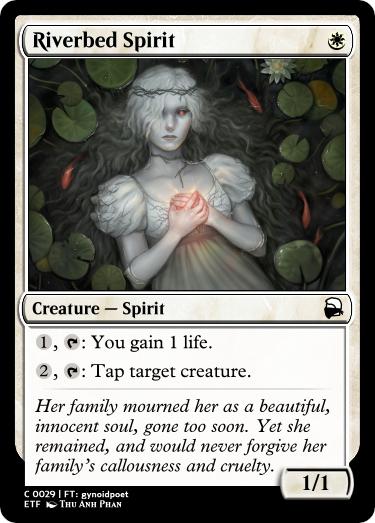 Riverbed Spirit
Creature — Spirit
1, : You gain 1 life.
2, : Tap target creature.
Her family mourned her as a beautiful,
innocent soul, gone too soon. Yet she
remained, and would never forgive her
family's callousness and cruelty.
1/1
C 0029 | FT: gynoidpoet
ETF Thu Anh Phan